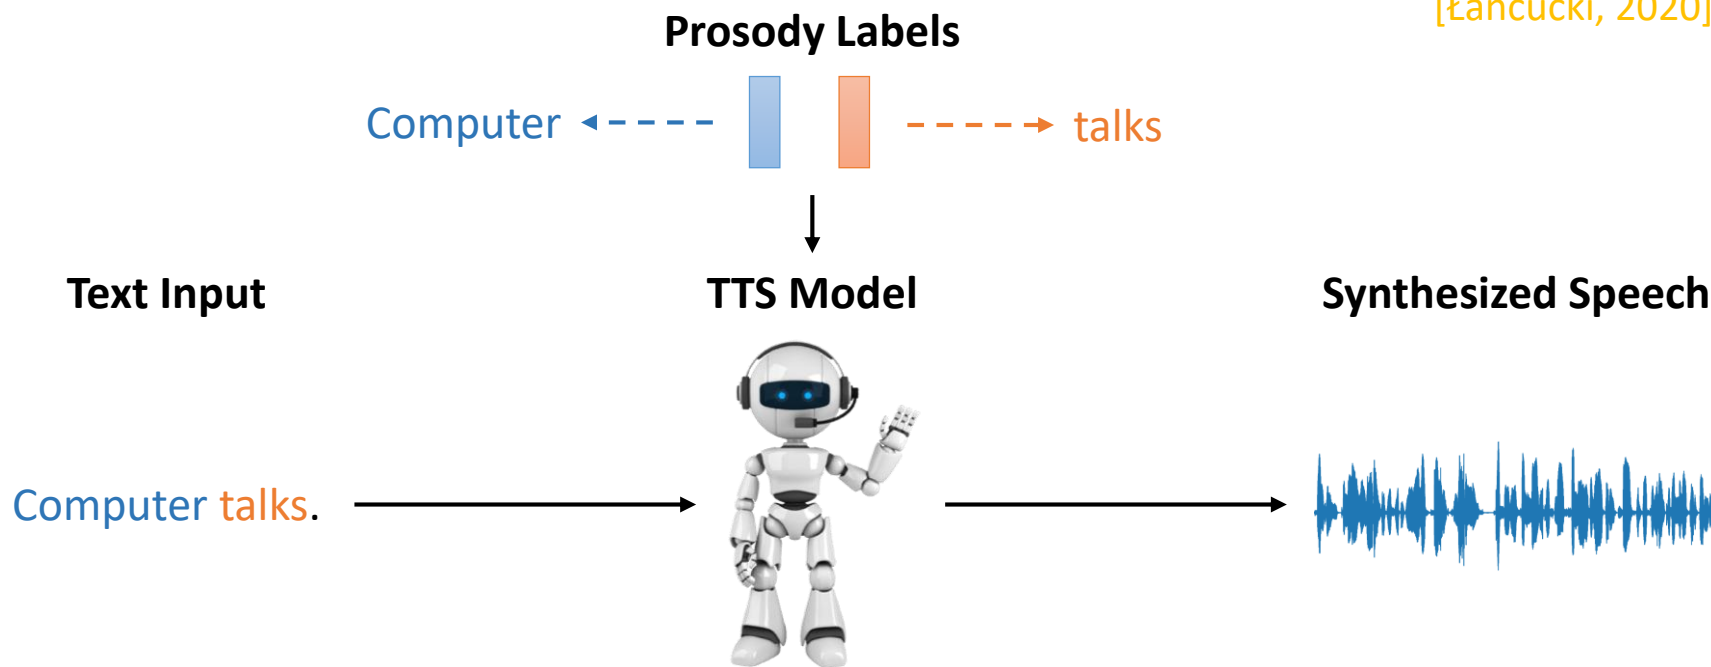 [Łańcucki, 2020]
Prosody Labels
Computer
talks
Text Input
TTS Model
Synthesized Speech
Computer talks.